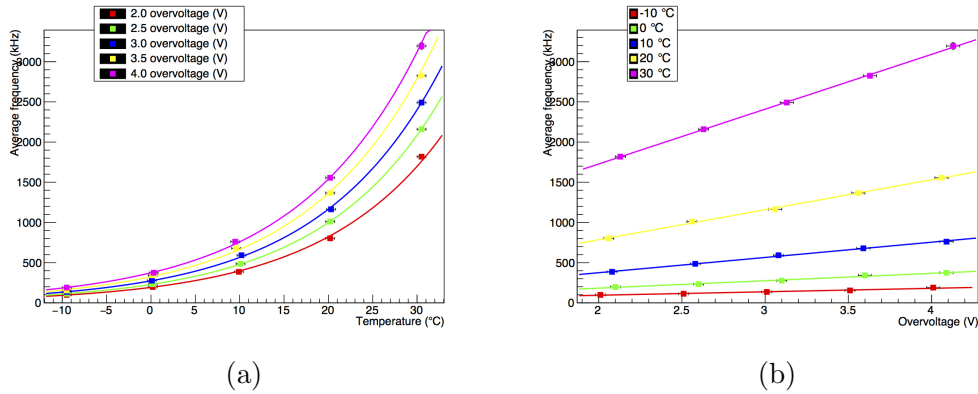 2.0 overvoltage (V)
2.5 overvoltage (V)
3.0 overvoltage (V)
3.5 overvoltage (V)
4.0 overvoltage (V)
Average frequency (kHz)
3000
2500
2000
1500
1000
500
0
−10 −5 0 5 10 15 20 25 30
Temperature (°C)
(a)
-10 °C
0 °C
10 °C
20 °C
30 °C
Average frequency (kHz)
3000
2500
2000
1500
1000
500
0
2 2.5 3 3.5 4
Overvoltage (V)
(b)